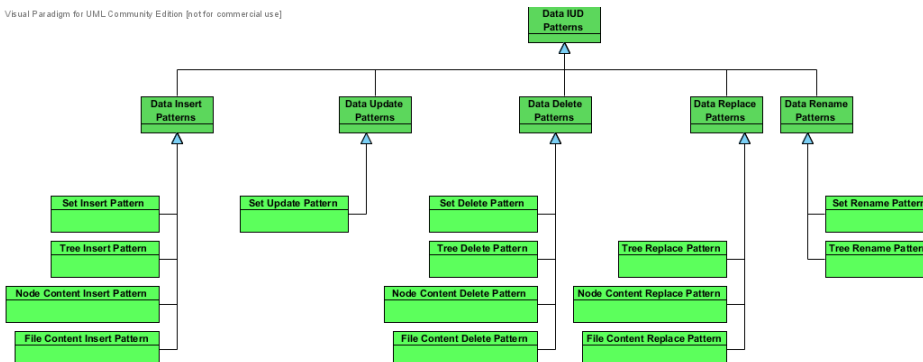 Visual Paradigm for UML Community Edition [not for commercial use]
Data IUD
Patterns
Data Insert
Patterns
Data Update
Patterns
Data Delete
Patterns
Data Replace
Patterns
Data Rename
Patterns
Set Insert Pattern
Set Update Pattern
Set Delete Pattern
Set Rename Pattern
Tree Insert Pattern
Tree Delete Pattern
Tree Replace Pattern
Tree Rename Pattern
Node Content Insert Pattern
Node Content Delete Pattern
Node Content Replace Pattern
File Content Insert Pattern
File Content Delete Pattern
File Content Replace Pattern